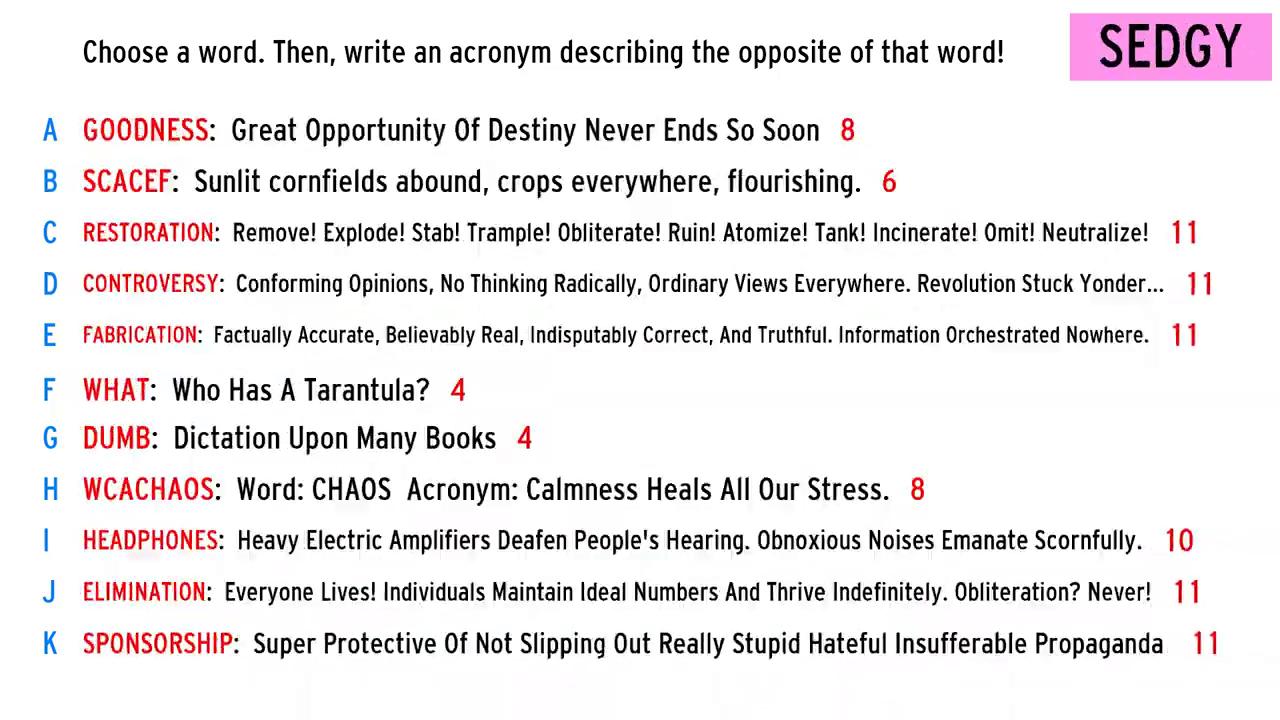 Choose a word. Then, write an acronym describing the opposite of that word!
SEDGY
A GOODNESS: Great Opportunity Of Destiny Never Ends So Soon 8
B SCACEF: Sunlit cornfields abound, crops everywhere, flourishing. 6
C RESTORATION: Remove! Explode! Stab! Trample! Obliterate! Ruin! Atomize! Tank! Incinerate! Omit! Neutralize! 11
D CONTROVERSY: Conforming Opinions, No Thinking Radically, Ordinary Views Everywhere. Revolution Stuck Yonder... 11
E FABRICATION: Factually Accurate, Believably Real, Indisputably Correct, And Truthful. Information Orchestrated Nowhere. 11
F WHAT: Who Has A Tarantula? 4
G DUMB: Dictation Upon Many Books 4
H WCACHAOS: Word: CHAOS Acronym: Calmness Heals All Our Stress. 8
I HEADPHONES: Heavy Electric Amplifiers Deafen People's Hearing. Obnoxious Noises Emanate Scornfully. 10
J ELIMINATION: Everyone Lives! Individuals Maintain Ideal Numbers And Thrive Indefinitely. Obliteration? Never! 11
K SPONSORSHIP: Super Protective Of Not Slipping Out Really Stupid Hateful Insufferable Propaganda 11